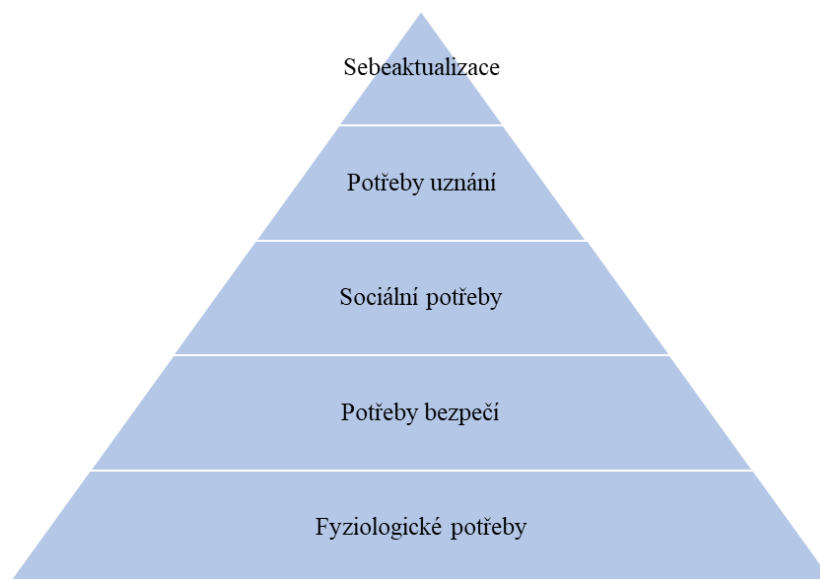 Sebeaktualizace
Potřeby uznání
Sociální potřeby
Potřeby bezpečí
Fyziologické potřeby